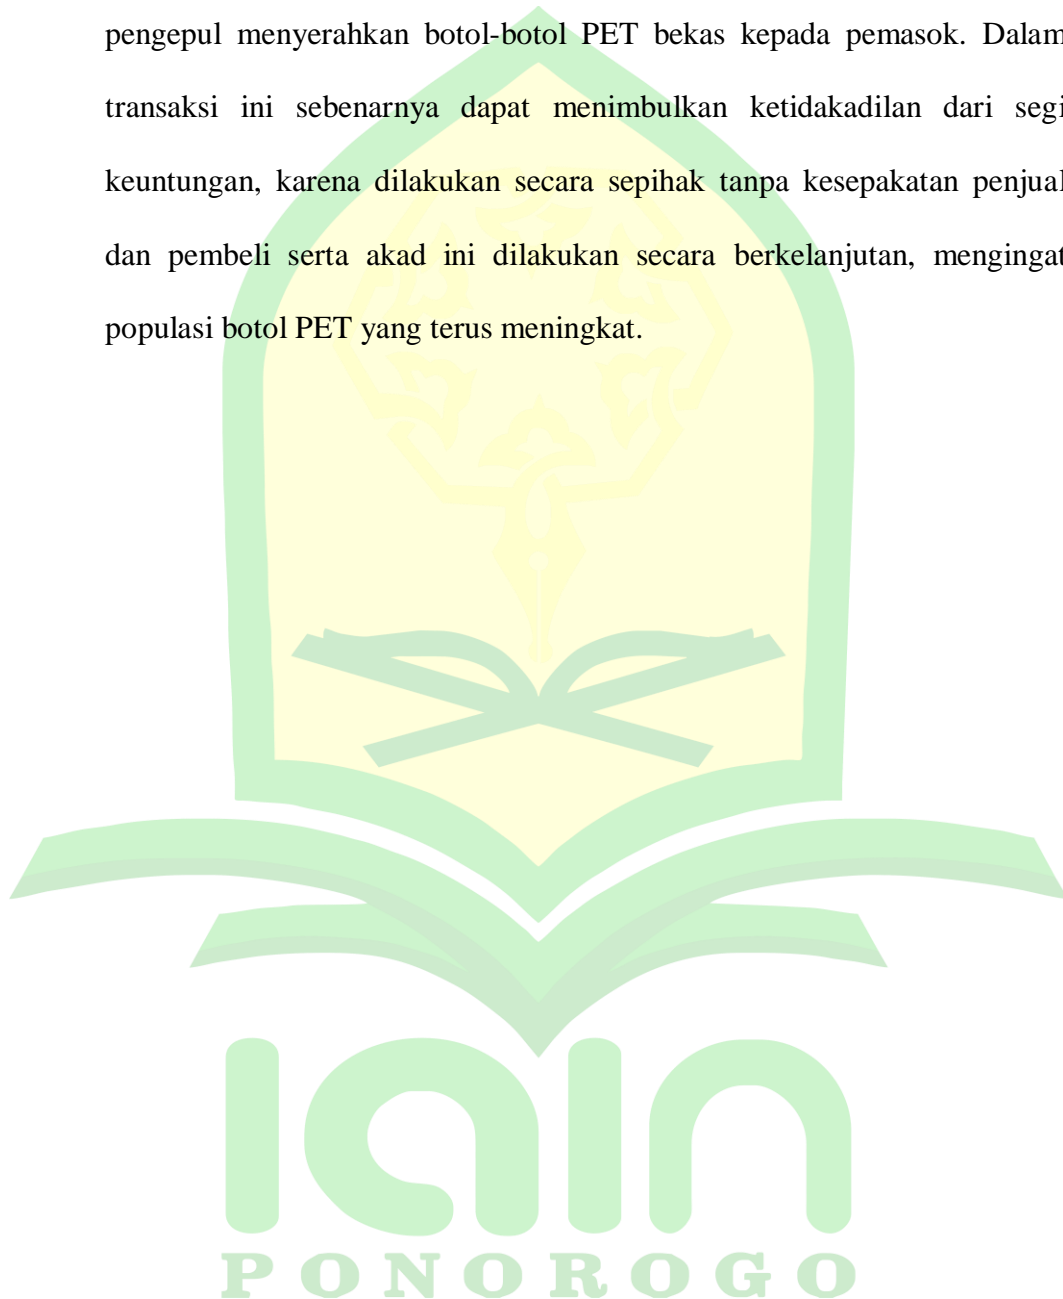 pengepul menyerahkan botol-botol PET bekas kepada pemasok. Dalam
transaksi ini sebenarnya dapat menimbulkan ketidakadilan dari segi
keuntungan, karena dilakukan secara sepihak tanpa kesepakatan penjual
dan pembeli serta akad ini dilakukan secara berkelanjutan, mengingat
populasi botol PET yang terus meningkat.
iain
PONOROGO